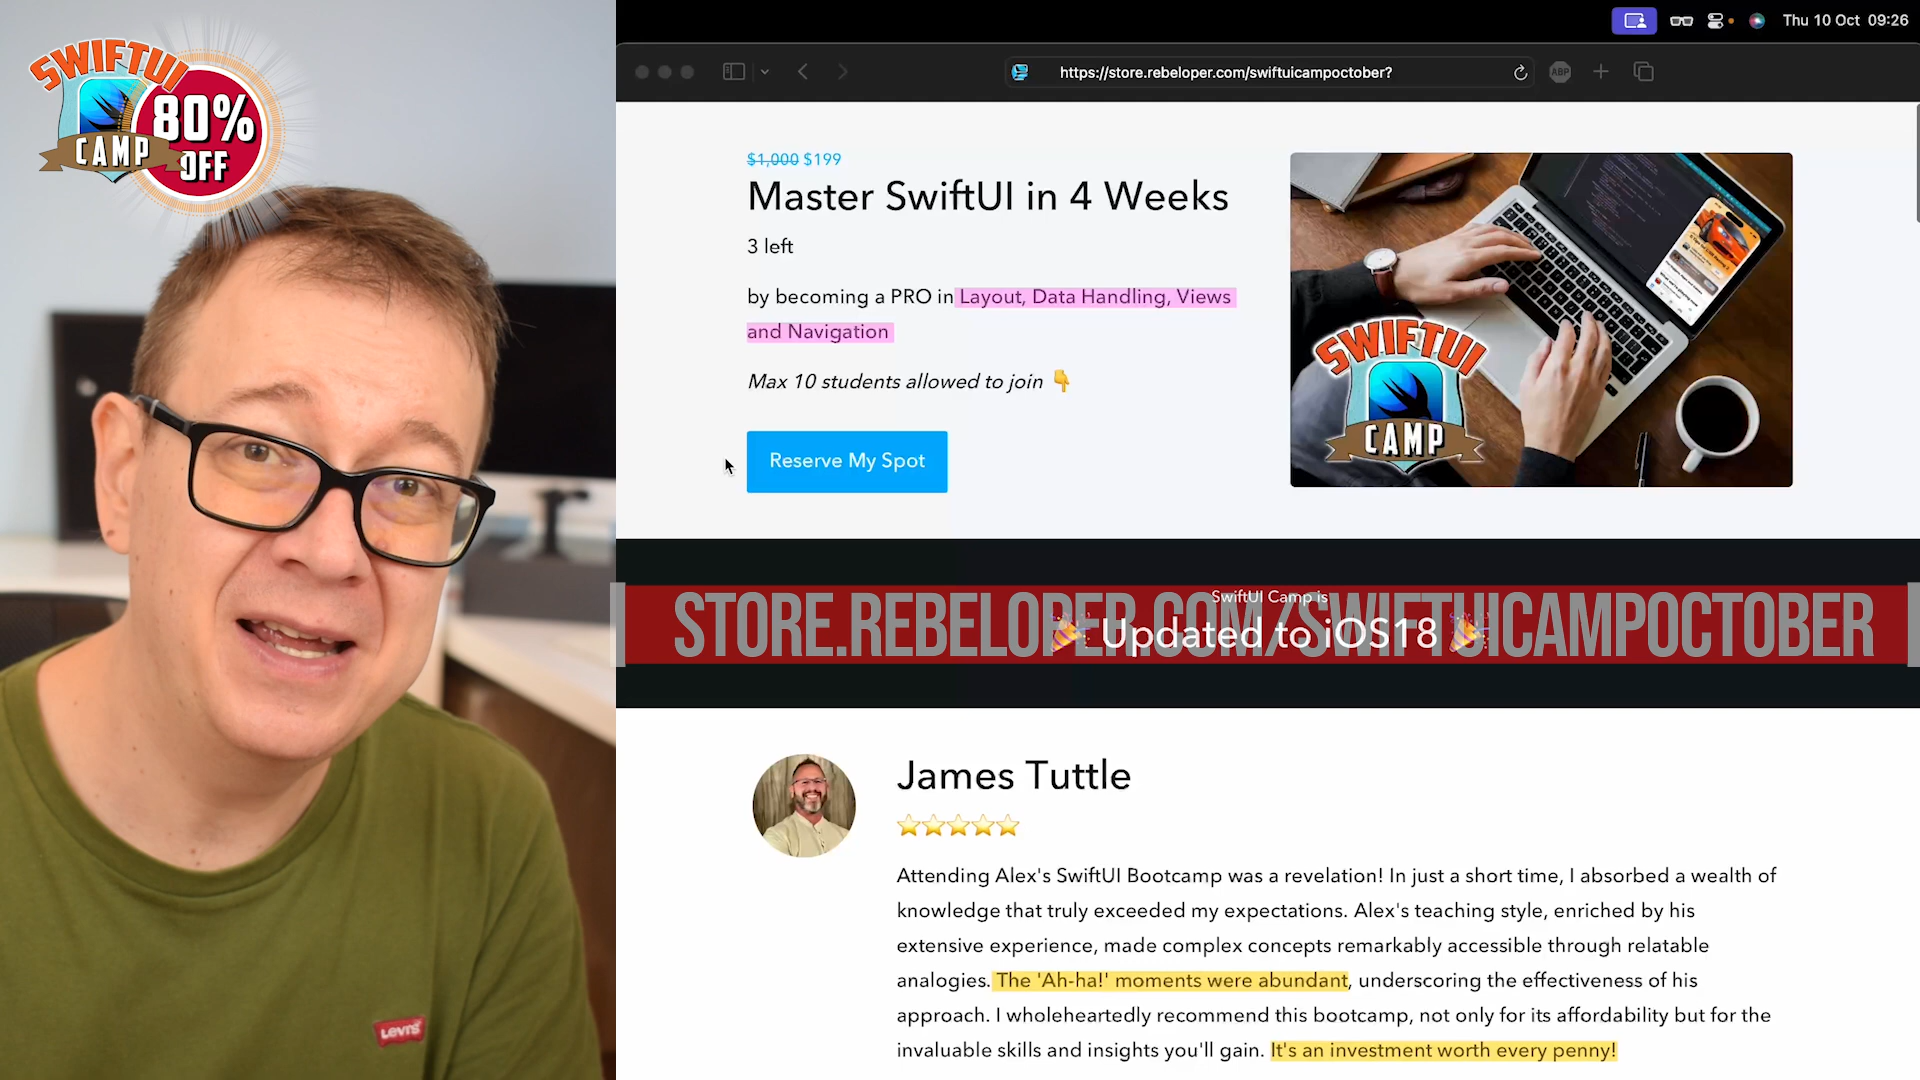 SWIFTUI
CAMP
80%
OFF
Levi's
Thu 10 Oct 09:26
https://store.rebeloper.com/swiftuicampoctober?
ABP
$1,000 $199
Master SwiftUI in 4 Weeks
3 left
by becoming a PRO in Layout, Data Handling, Views
and Navigation
Max 10 students allowed to join 👇
Reserve My Spot
SWIFTUI
CAMP
SwiftUI Camp is
🎉 Updated to iOS18 🎉
STORE.REBELOPER.COM/SWIFTUICAMPOCTOBER
James Tuttle
⭐⭐⭐⭐⭐
Attending Alex's SwiftUI Bootcamp was a revelation! In just a short time, I absorbed a wealth of
knowledge that truly exceeded my expectations. Alex's teaching style, enriched by his
extensive experience, made complex concepts remarkably accessible through relatable
analogies. The 'Ah-ha!' moments were abundant, underscoring the effectiveness of his
approach. I wholeheartedly recommend this bootcamp, not only for its affordability but for the
invaluable skills and insights you'll gain. It's an investment worth every penny!